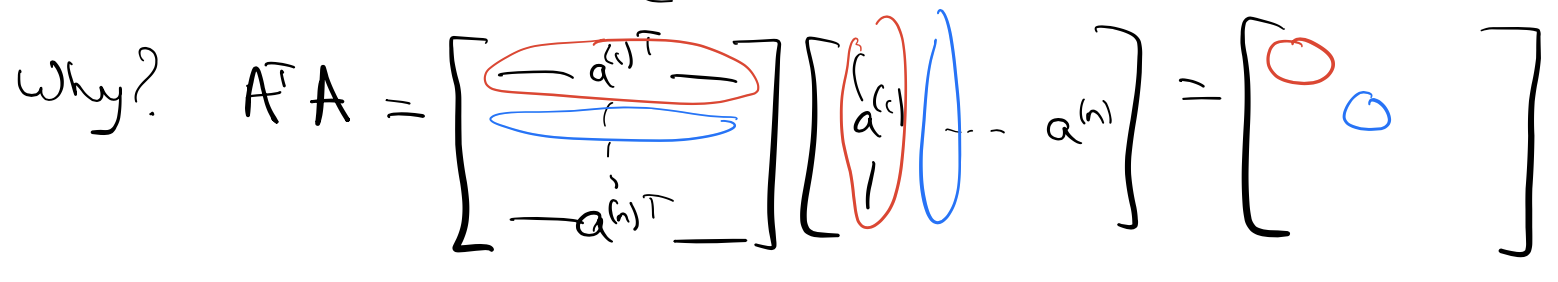 Why? AᵀA = [ — a⁽¹⁾ᵀ — ⋮ — a⁽ⁿ⁾ᵀ — ] [ | a⁽¹⁾ | ---- a⁽ⁿ⁾ ] = [ ]